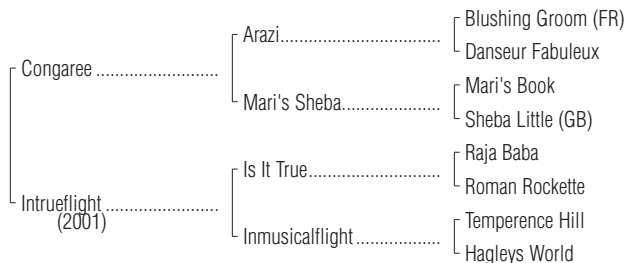 Blushing Groom (FR)
Arazi........................................
Danseur Fabuleux
Congaree ..............................
Mari's Book
Mari's Sheba.........................
Sheba Little (GB)
Raja Baba
Is It True.................................
Roman Rockette
Intrueflight ............................
(2001)
Temperence Hill
Inmusicalflight .....................
Hagleys World